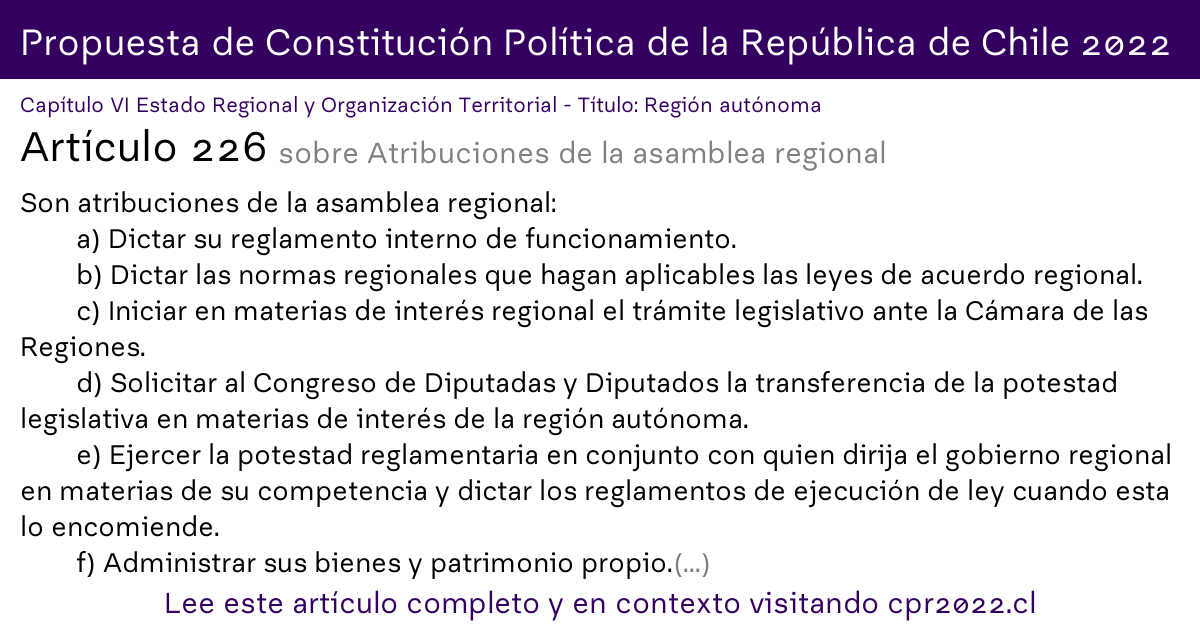 Propuesta de Constitución Política de la República de Chile 2022
Capítulo VI Estado Regional y Organización Territorial - Título: Región autónoma
Artículo 226 sobre Atribuciones de la asamblea regional
Son atribuciones de la asamblea regional:
a) Dictar su reglamento interno de funcionamiento.
b) Dictar las normas regionales que hagan aplicables las leyes de acuerdo regional.
c) Iniciar en materias de interés regional el trámite legislativo ante la Cámara de las
Regiones.
d) Solicitar al Congreso de Diputadas y Diputados la transferencia de la potestad
legislativa en materias de interés de la región autónoma.
e) Ejercer la potestad reglamentaria en conjunto con quien dirija el gobierno regional
en materias de su competencia y dictar los reglamentos de ejecución de ley cuando esta
lo encomiende.
f) Administrar sus bienes y patrimonio propio.(...)
Lee este artículo completo y en contexto visitando cpr2022.cl